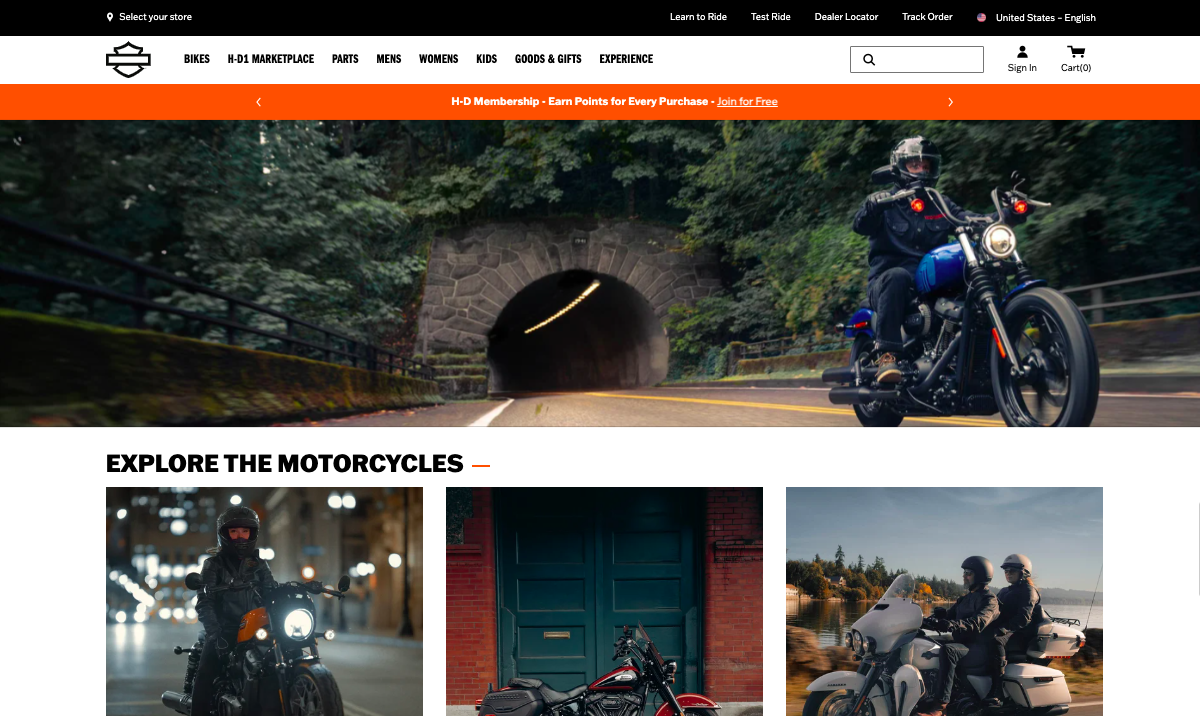 Select your store
Learn to Ride
Test Ride
Dealer Locator
Track Order
United States – English
BIKES
H-D1 MARKETPLACE
PARTS
MENS
WOMENS
KIDS
GOODS & GIFTS
EXPERIENCE
Sign In
Cart(0)
H-D Membership - Earn Points for Every Purchase - Join for Free
EXPLORE THE MOTORCYCLES